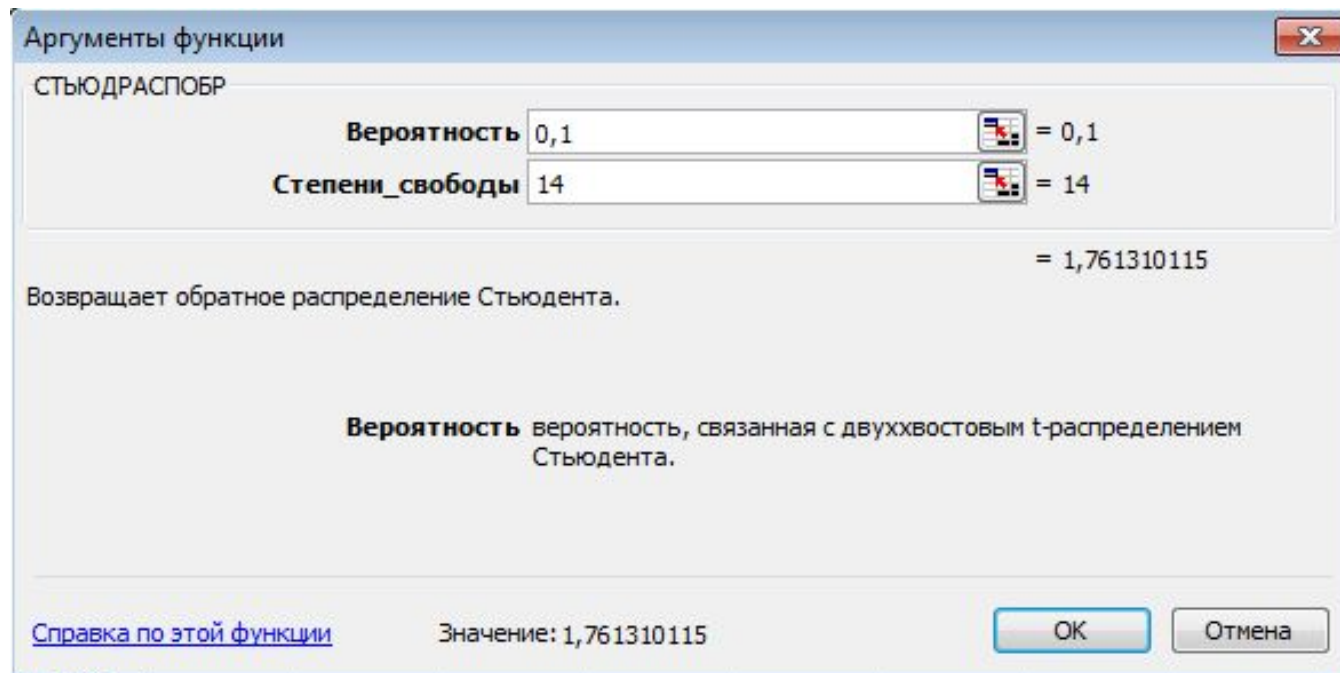 Аргументы функции
СТЬЮДРАСПОБР
Вероятность 0,1 = 0,1
Степени_свободы 14 = 14
= 1,761310115
Возвращает обратное распределение Стьюдента.
Вероятность вероятность, связанная с двуххвостовым t-распределением
Стьюдента.
Справка по этой функции Значение: 1,761310115 OK Отмена